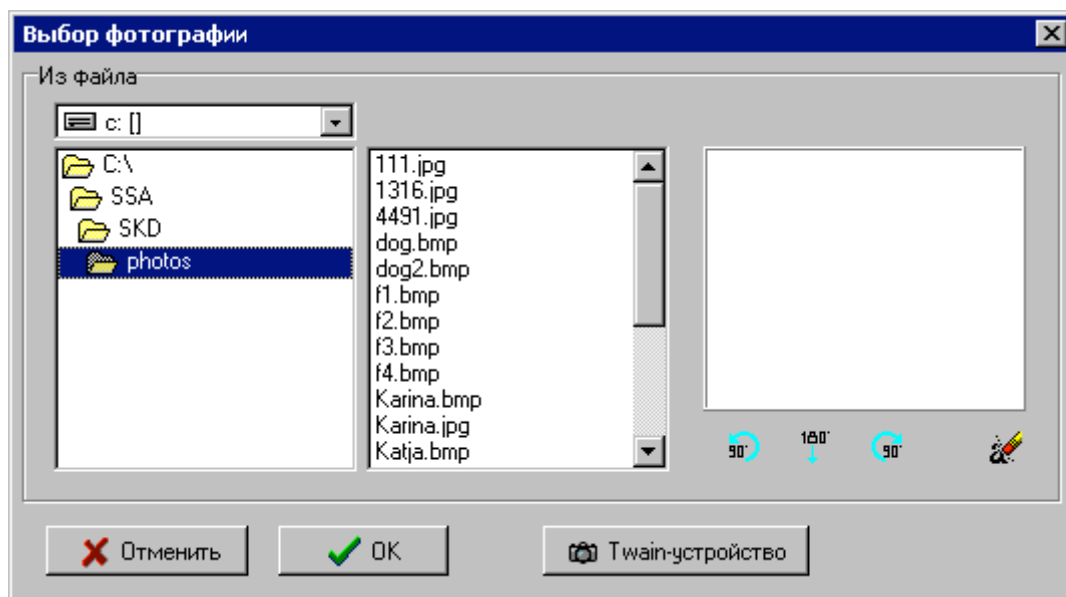 Выбор фотографии
Из файла
c: []
C:\
SSA
SKD
photos
111.jpg
1316.jpg
4491.jpg
dog.bmp
dog2.bmp
f1.bmp
f2.bmp
f3.bmp
f4.bmp
Karina.bmp
Karina.jpg
Katja.bmp
90°
180°
90°
a
Отменить
OK
Twain-устройство